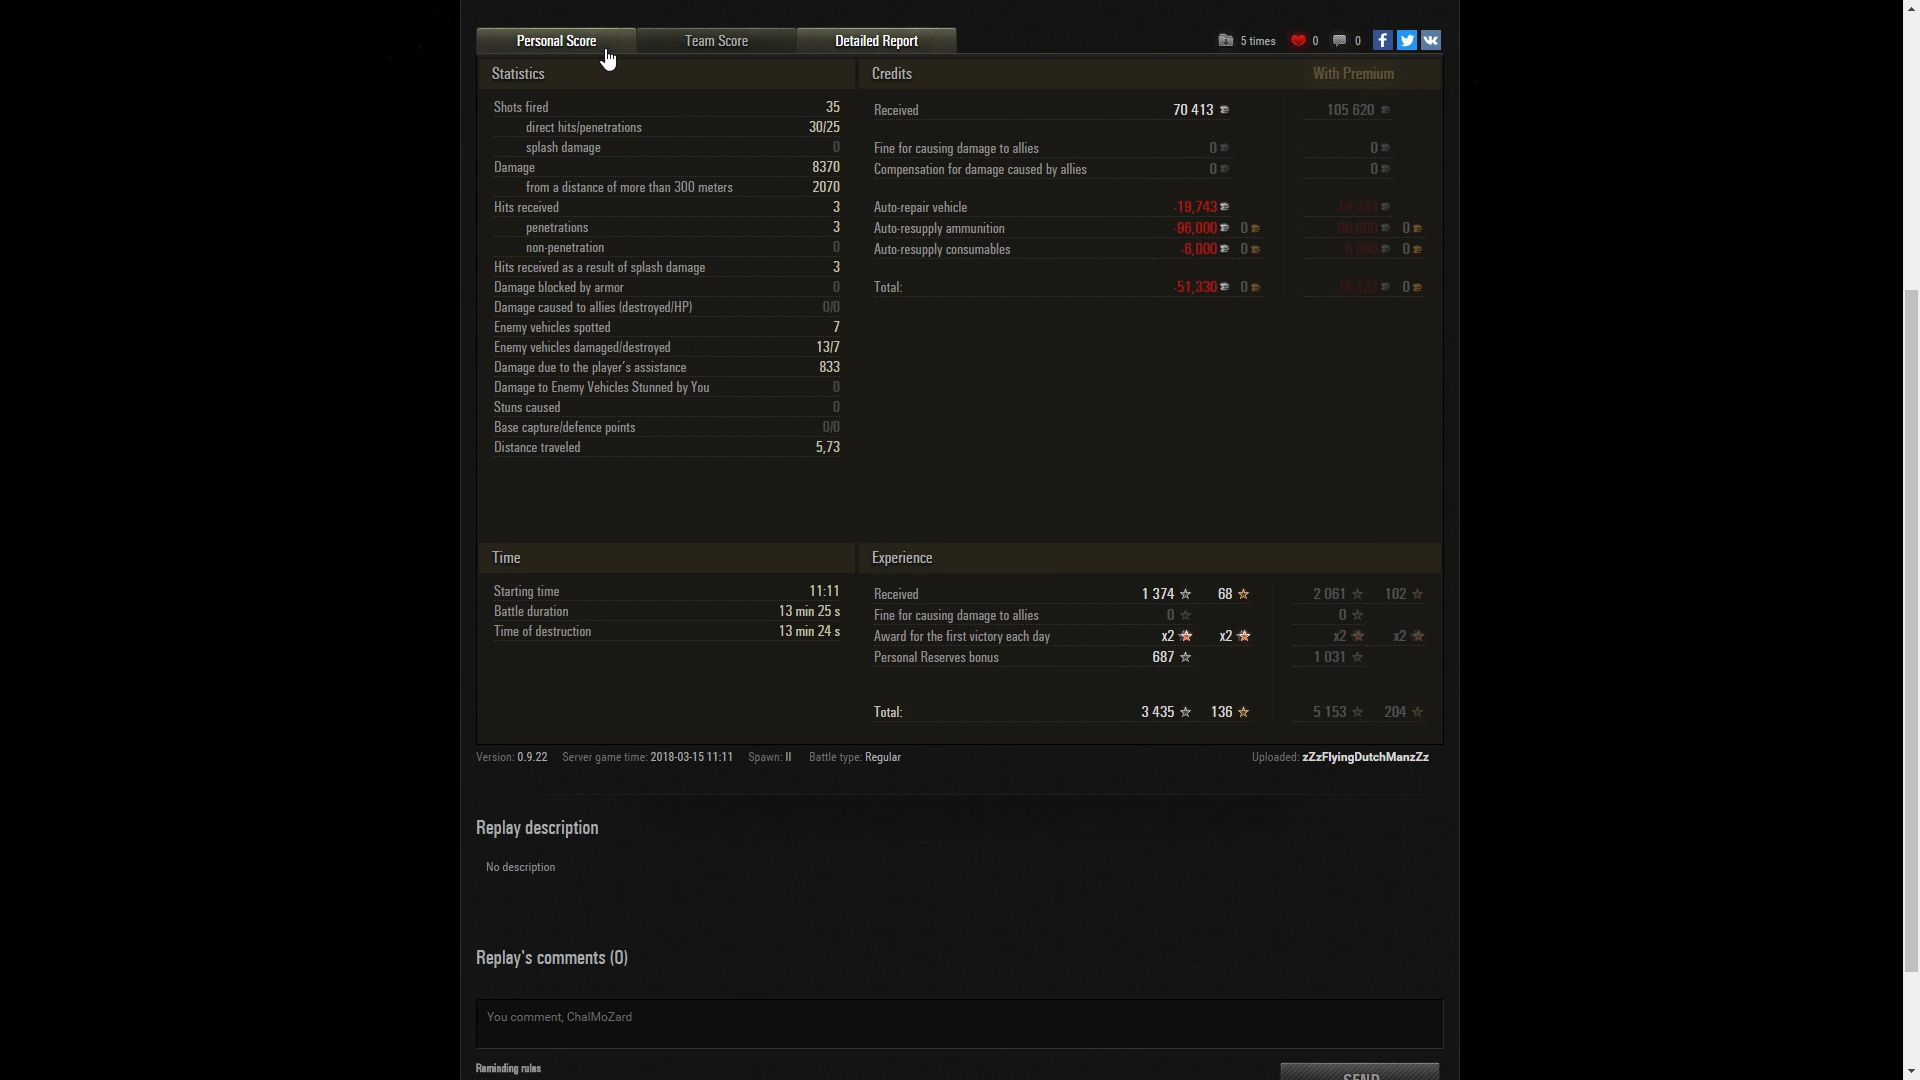 Personal Score Team Score Detailed Report 5 times 0 0
Statistics
Shots fired 35
direct hits/penetrations 30/25
splash damage 0
Damage 8370
from a distance of more than 300 meters 2070
Hits received 3
penetrations 3
non-penetration 0
Hits received as a result of splash damage 3
Damage blocked by armor 0
Damage caused to allies (destroyed/HP) 0/0
Enemy vehicles spotted 7
Enemy vehicles damaged/destroyed 13/7
Damage due to the player's assistance 833
Damage to Enemy Vehicles Stunned by You 0
Stuns caused 0
Base capture/defence points 0/0
Distance traveled 5,73
Credits With Premium
Received 70 413 105 620
Fine for causing damage to allies 0 0
Compensation for damage caused by allies 0 0
Auto-repair vehicle -19,743 -19,743
Auto-resupply ammunition -96,000 0 -96,000 0
Auto-resupply consumables -6,000 0 -6,000 0
Total: -51,330 0 -16,123 0
Time
Starting time 11:11
Battle duration 13 min 25 s
Time of destruction 13 min 24 s
Experience
Received 1 374 68 2 061 102
Fine for causing damage to allies 0 0
Award for the first victory each day x2 x2 x2 x2
Personal Reserves bonus 687 1 031
Total: 3 435 136 5 153 204
Version: 0.9.22 Server game time: 2018-03-15 11:11 Spawn: II Battle type: Regular Uploaded: zZzFlyingDutchManzZz
Replay description
No description
Replay's comments (0)
You comment, ChalMoZard
Reminding rules
SEND